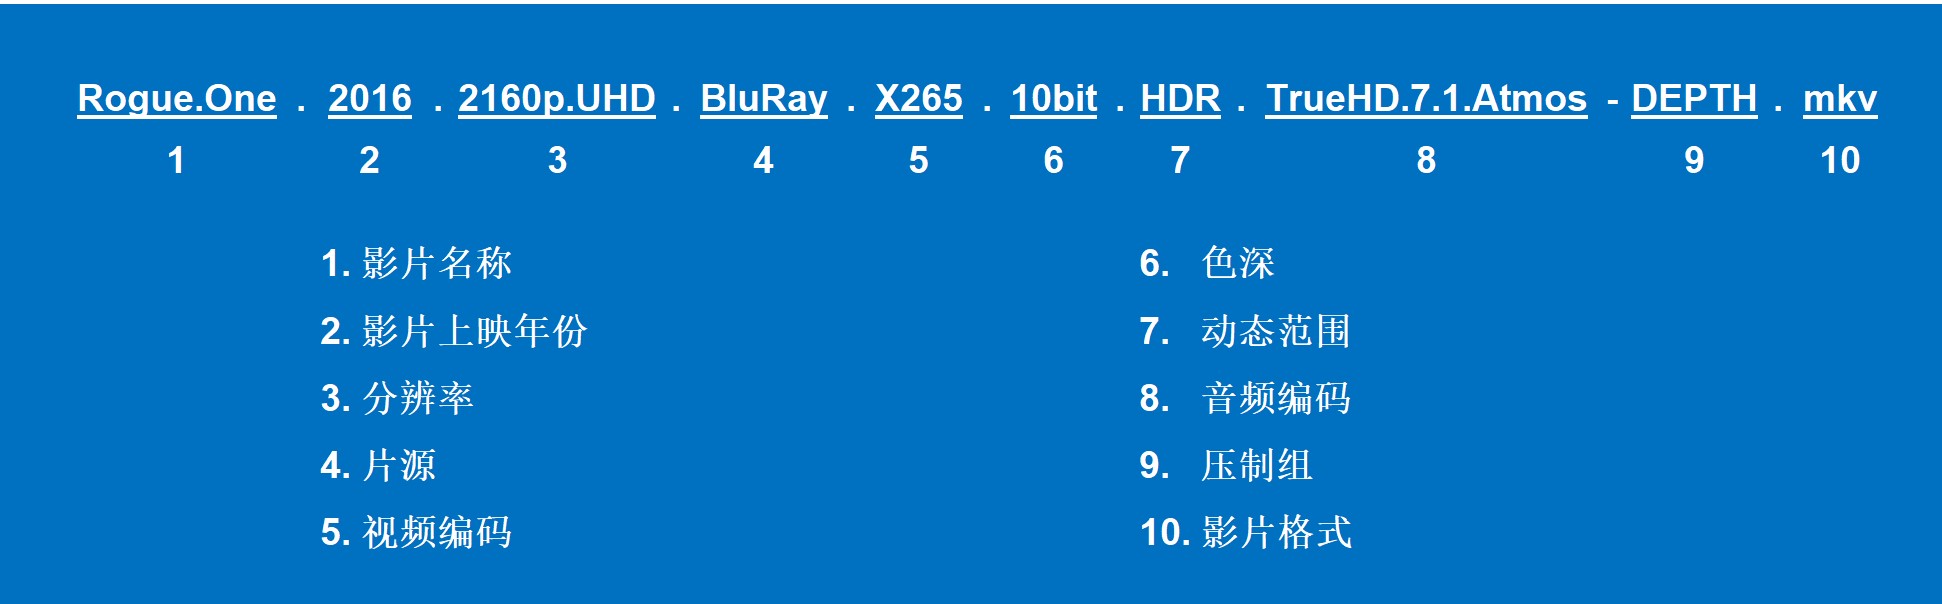 Rogue.One . 2016 . 2160p.UHD . BluRay . X265 . 10bit . HDR . TrueHD.7.1.Atmos - DEPTH . mkv
1 2 3 4 5 6 7 8 9 10
1. 影片名称
2. 影片上映年份
3. 分辨率
4. 片源
5. 视频编码
6. 色深
7. 动态范围
8. 音频编码
9. 压制组
10. 影片格式